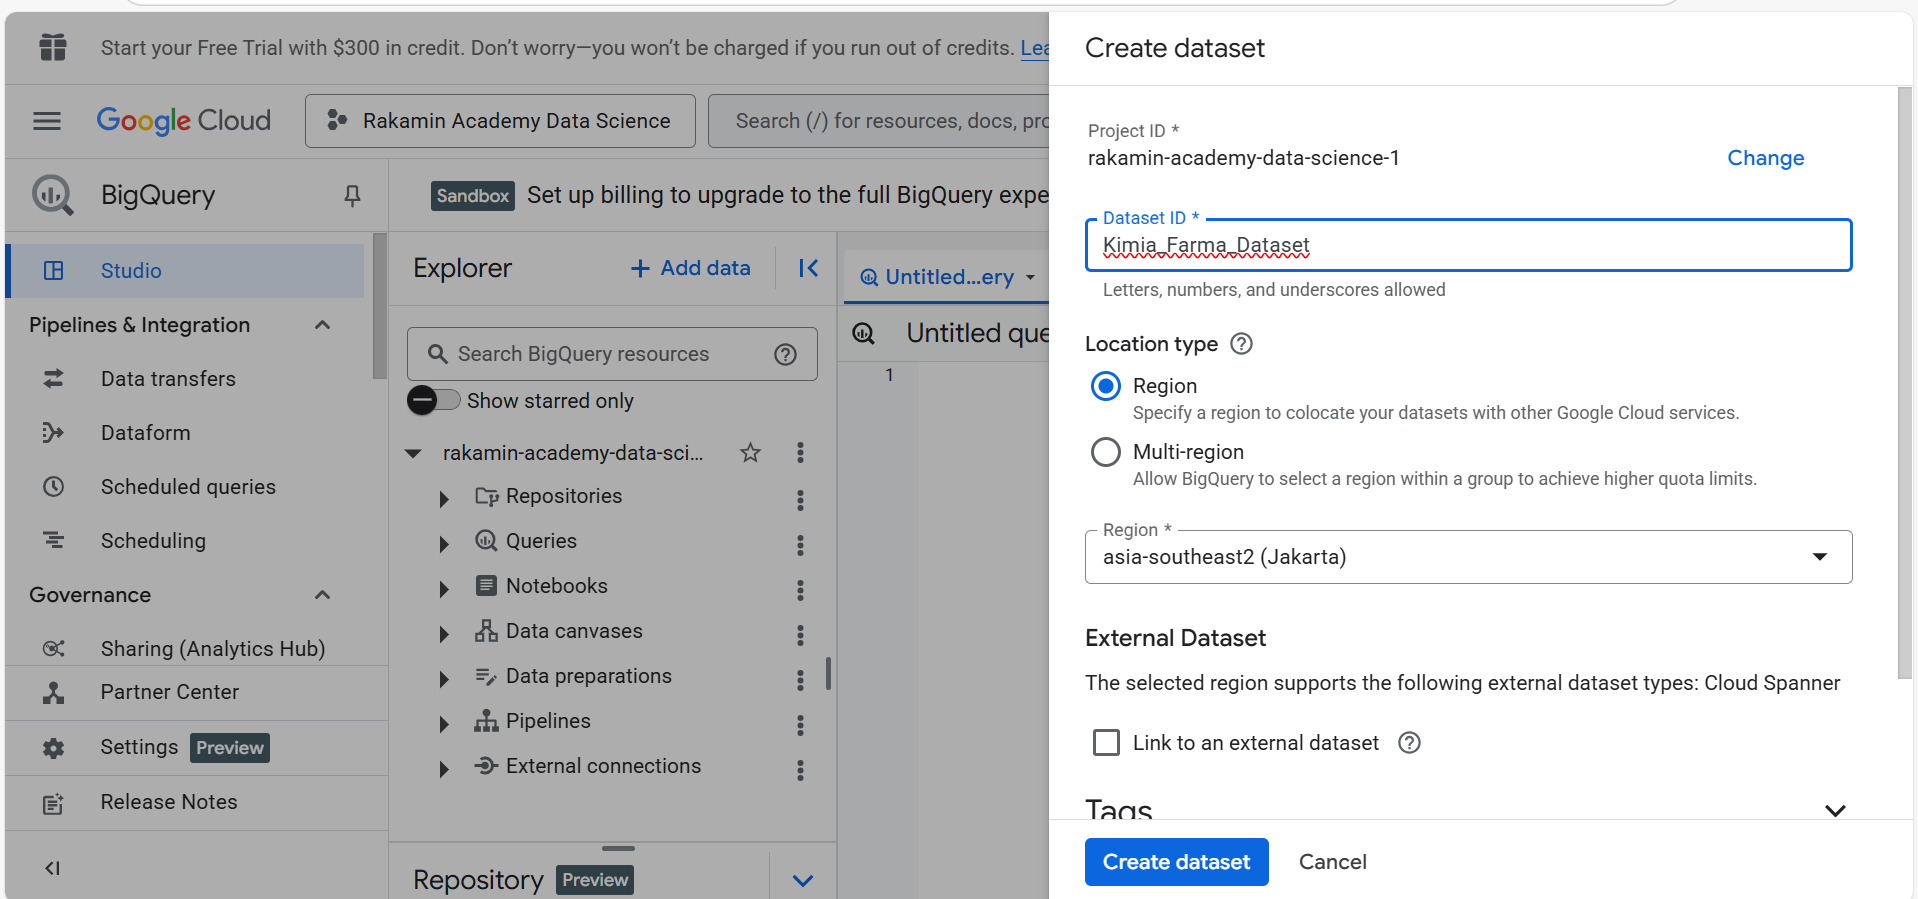 Start your Free Trial with $300 in credit. Don't worry—you won't be charged if you run out of credits. Lea
Google Cloud
Rakamin Academy Data Science
Search (/) for resources, docs, pro
BigQuery
Sandbox Set up billing to upgrade to the full BigQuery expe
Studio
Pipelines & Integration
Data transfers
Dataform
Scheduled queries
Scheduling
Governance
Sharing (Analytics Hub)
Partner Center
Settings Preview
Release Notes
Explorer
+ Add data
Search BigQuery resources
Show starred only
rakamin-academy-data-sci...
Repositories
Queries
Notebooks
Data canvases
Data preparations
Pipelines
External connections
Repository Preview
Untitled...ery
Untitled que
1
Create dataset
Project ID *
rakamin-academy-data-science-1
Change
Dataset ID *
Kimia_Farma_Dataset
Letters, numbers, and underscores allowed
Location type
Region
Specify a region to colocate your datasets with other Google Cloud services.
Multi-region
Allow BigQuery to select a region within a group to achieve higher quota limits.
Region *
asia-southeast2 (Jakarta)
External Dataset
The selected region supports the following external dataset types: Cloud Spanner
Link to an external dataset
Tags
Create dataset
Cancel